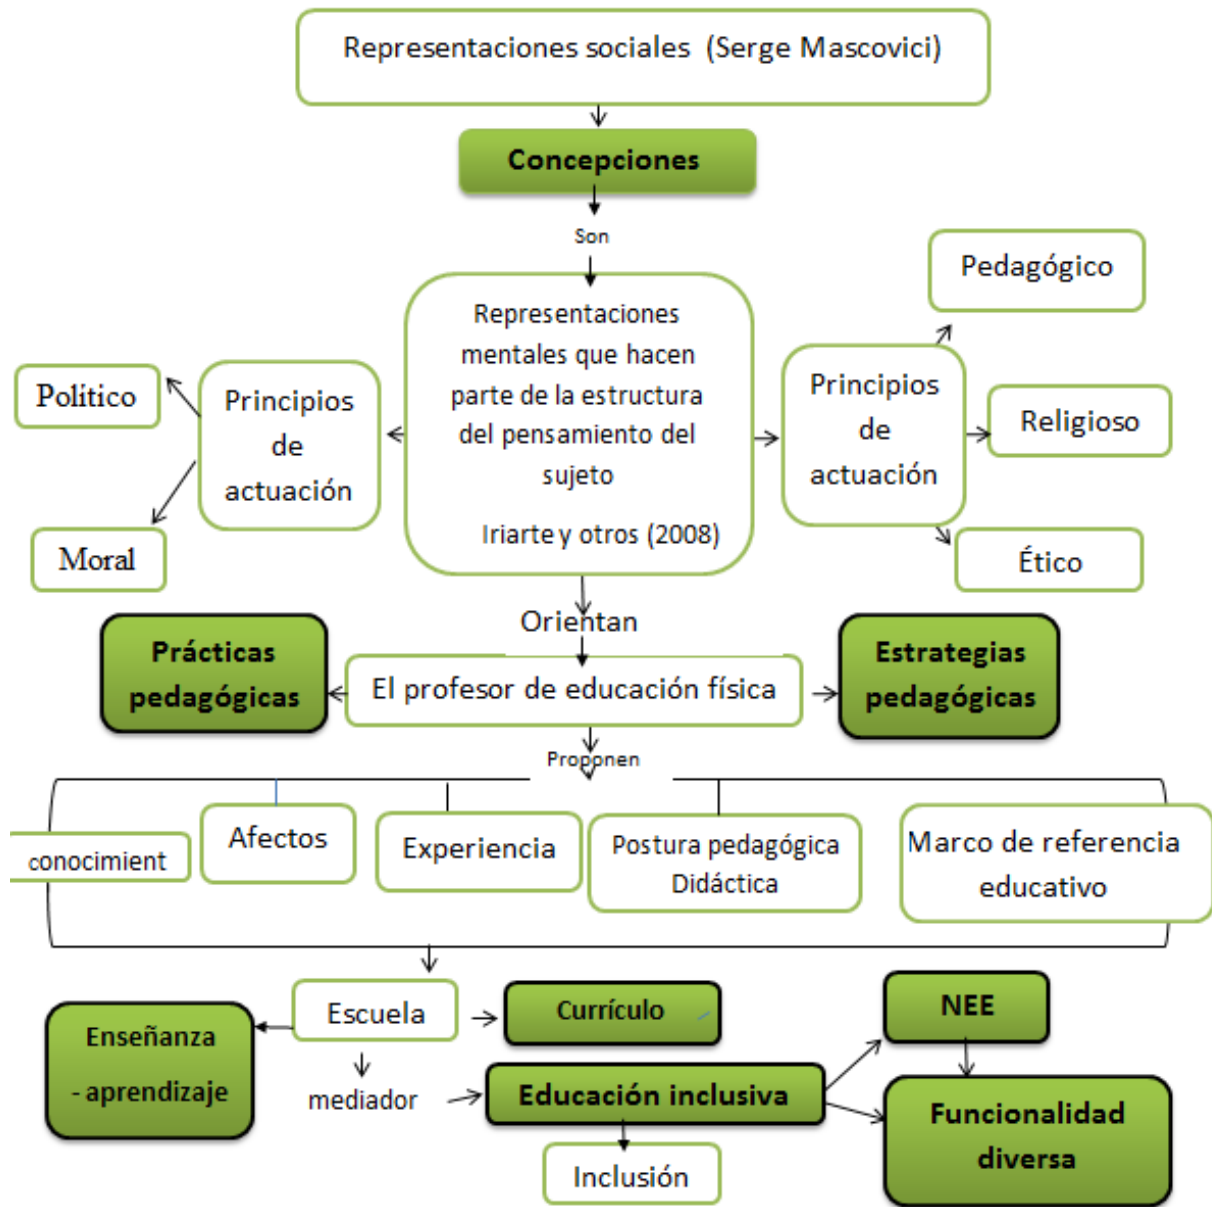 Representaciones sociales (Serge Mascovici)
Concepciones
Son
Representaciones
mentales que hacen
parte de la estructura
del pensamiento del
sujeto
Iriarte y otros (2008)
Principios
de
actuación
Político
Moral
Principios
de
actuación
Pedagógico
Religioso
Ético
Orientan
Prácticas
pedagógicas
El profesor de educación física
Estrategias
pedagógicas
Proponen
conocimient
Afectos
Experiencia
Postura pedagógica
Didáctica
Marco de referencia
educativo
Escuela
Enseñanza
- aprendizaje
Currículo
mediador
Educación inclusiva
NEE
Funcionalidad
diversa
Inclusión